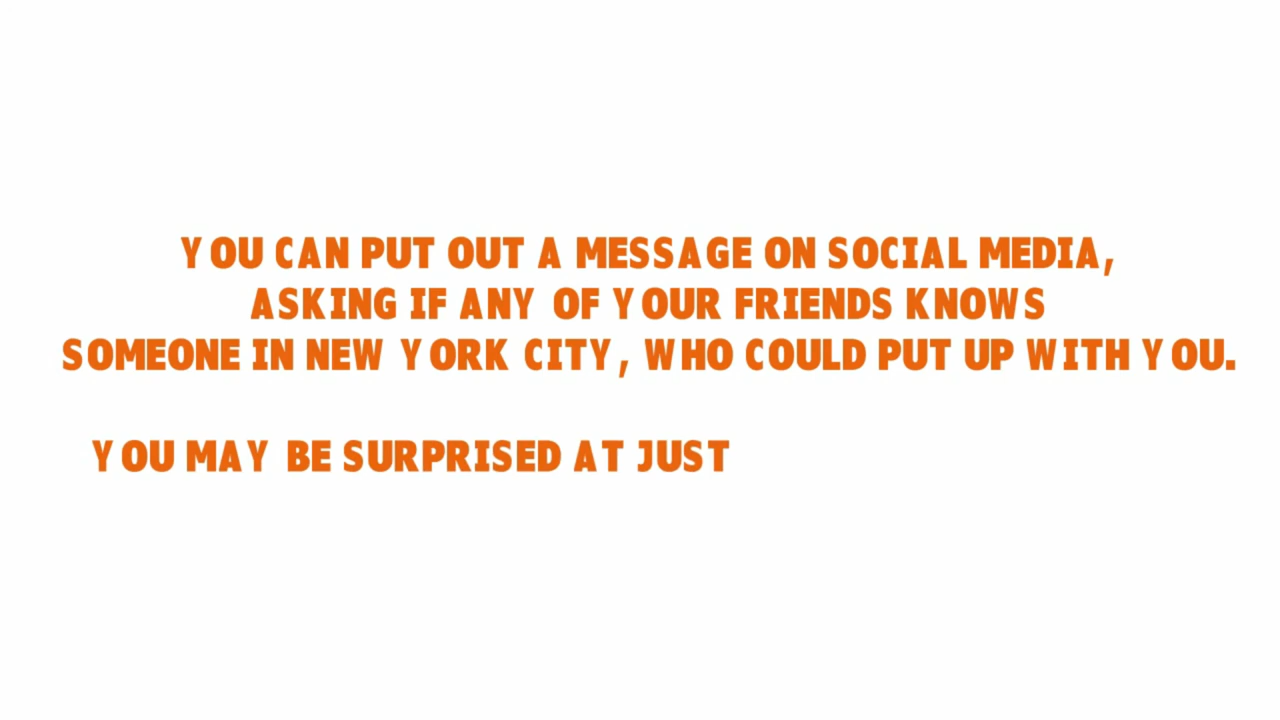 YOU CAN PUT OUT A MESSAGE ON SOCIAL MEDIA,
ASKING IF ANY OF YOUR FRIENDS KNOWS
SOMEONE IN NEW YORK CITY, WHO COULD PUT UP WITH YOU.
YOU MAY BE SURPRISED AT JUST